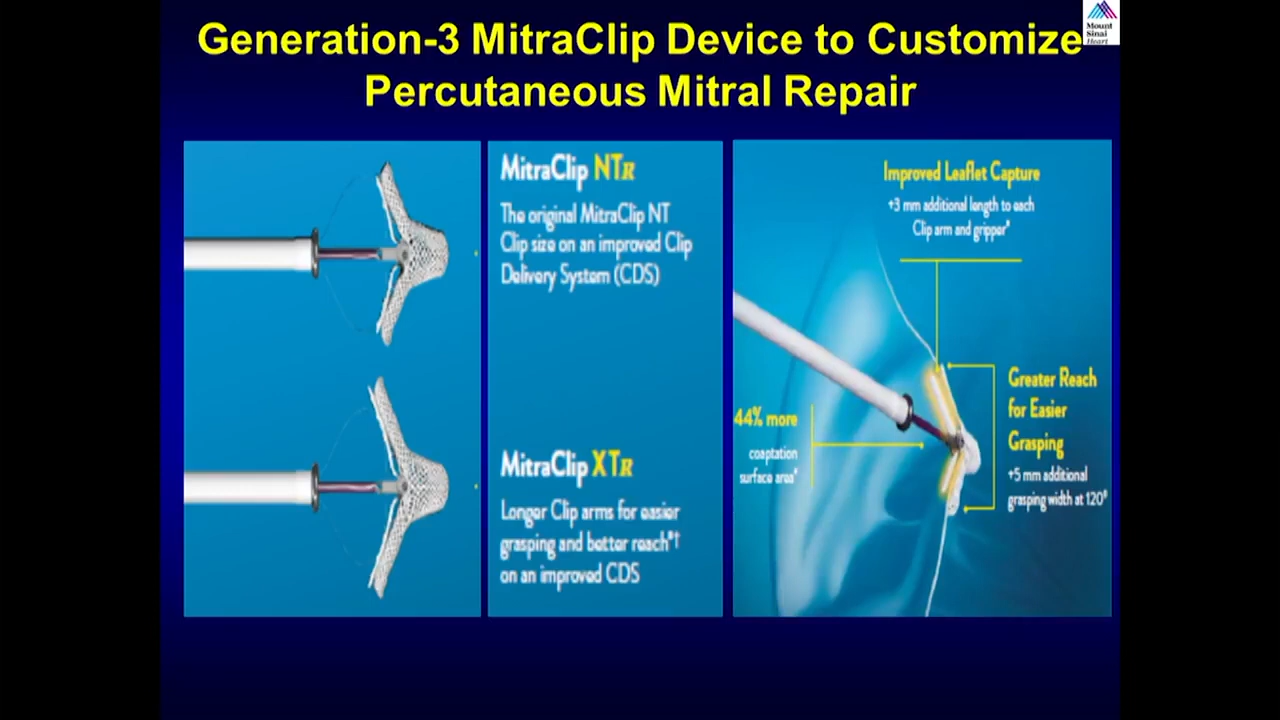 Generation-3 MitraClip Device to Customize
Percutaneous Mitral Repair
Mount
Sinai
Heart
MitraClip NTR
The original MitraClip NT
Clip size on an improved Clip
Delivery System (CDS)
MitraClip XTR
Longer Clip arms for easier
grasping and better reach*†
on an improved CDS
Improved Leaflet Capture
+3 mm additional length to each
Clip arm and gripper*
44% more
coaptation
surface area*
Greater Reach
for Easier
Grasping
+5 mm additional
grasping width at 120°